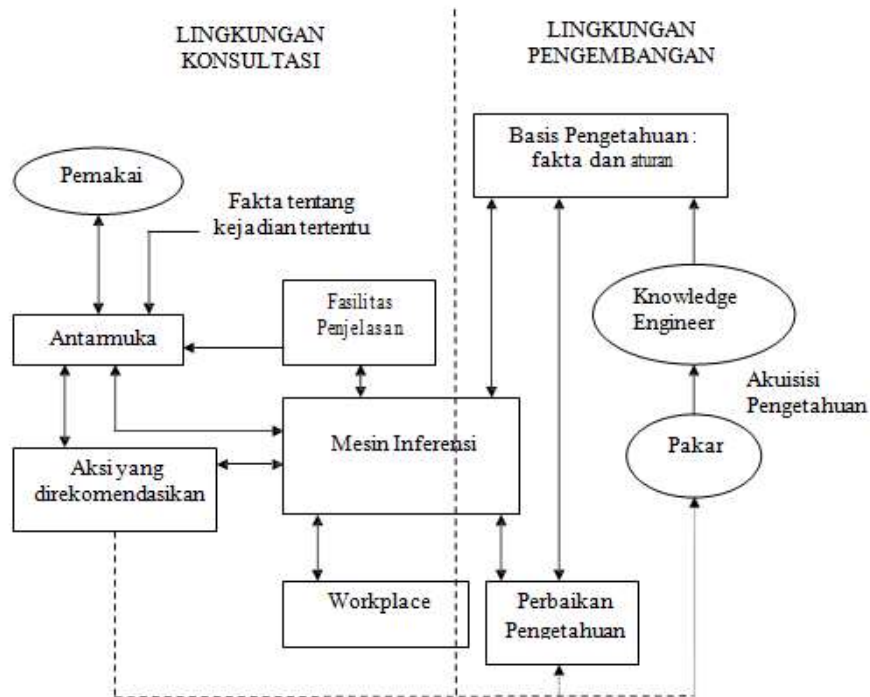 LINGKUNGAN
KONSULTASI
LINGKUNGAN
PENGEMBANGAN
Basis Pengetahuan :
fakta dan aturan
Pemakai
Fakta tentang
kejadian tertentu
Fasilitas
Penjelasan
Knowledge
Engineer
Antarmuka
Akuisisi
Pengetahuan
Mesin Inferensi
Pakar
Aksi yang
direkomendasikan
Workplace
Perbaikan
Pengetahuan